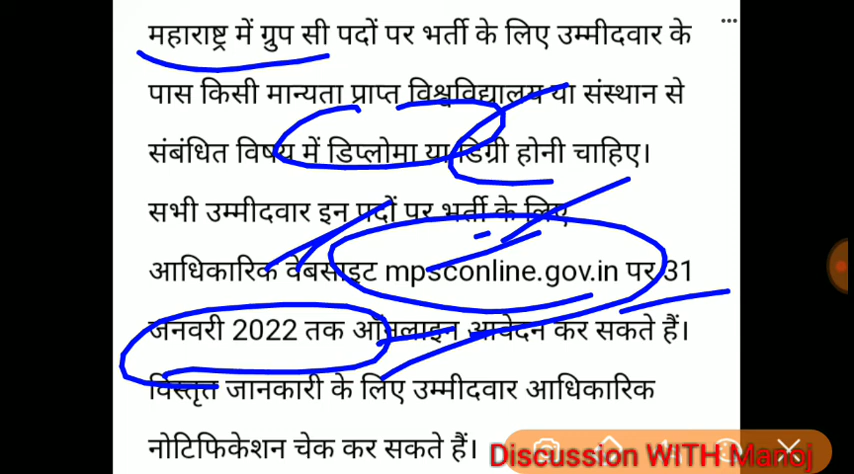 महाराष्ट्र में ग्रुप सी पदों पर भर्ती के लिए उम्मीदवार के
पास किसी मान्यता प्राप्त विश्वविद्यालय या संस्थान से
संबंधित विषय में डिप्लोमा या डिग्री होनी चाहिए।
सभी उम्मीदवार इन पदों पर भर्ती के लिए
आधिकारिक वेबसाइट mpsconline.gov.in पर 31
जनवरी 2022 तक ऑनलाइन आवेदन कर सकते हैं।
विस्तृत जानकारी के लिए उम्मीदवार आधिकारिक
नोटिफिकेशन चेक कर सकते हैं।
Discussion WITH Manoj